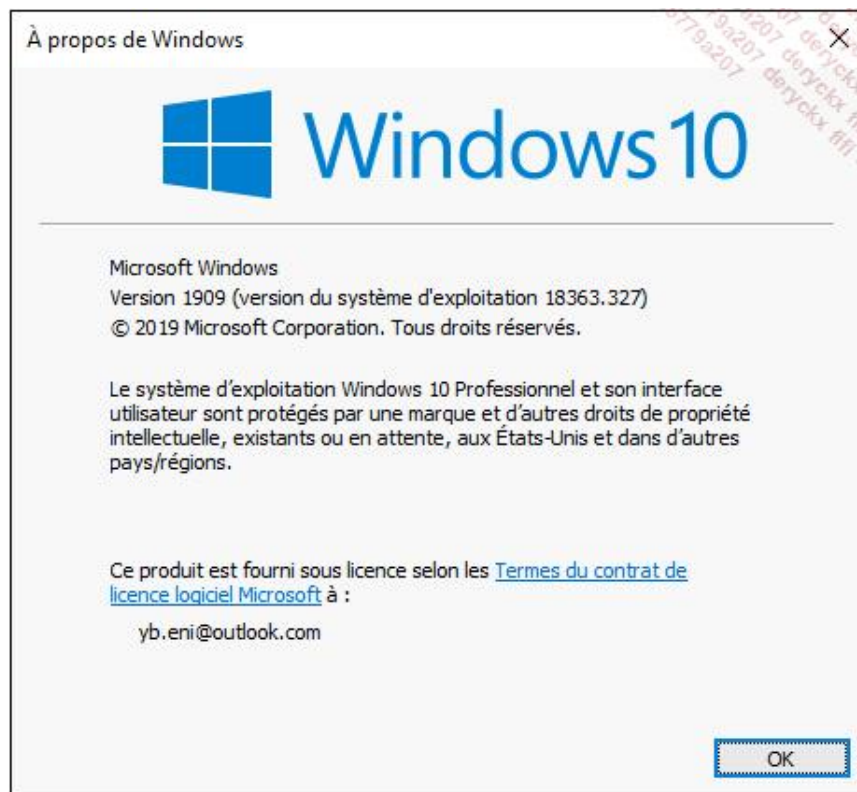 À propos de Windows
Windows 10
Microsoft Windows
Version 1909 (version du système d'exploitation 18363.327)
© 2019 Microsoft Corporation. Tous droits réservés.
Le système d’exploitation Windows 10 Professionnel et son interface
utilisateur sont protégés par une marque et d’autres droits de propriété
intellectuelle, existants ou en attente, aux États-Unis et dans d’autres
pays/régions.
Ce produit est fourni sous licence selon les Termes du contrat de
licence logiciel Microsoft à :
yb.eni@outlook.com
OK